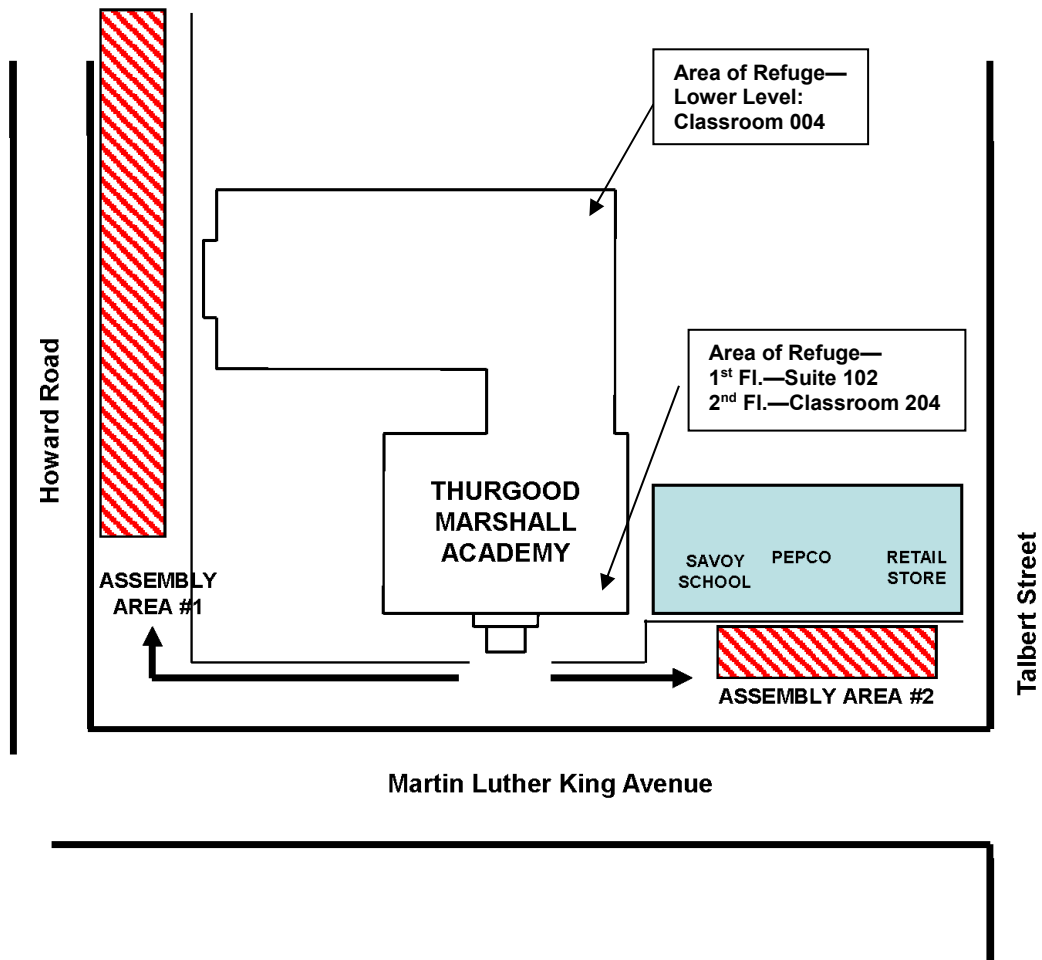 Area of Refuge—
Lower Level:
Classroom 004
Area of Refuge—
1st Fl.—Suite 102
2nd Fl.—Classroom 204
Howard Road
THURGOOD
MARSHALL
ACADEMY
SAVOY
SCHOOL
PEPCO
RETAIL
STORE
ASSEMBLY
AREA #1
Talbert Street
ASSEMBLY AREA #2
Martin Luther King Avenue